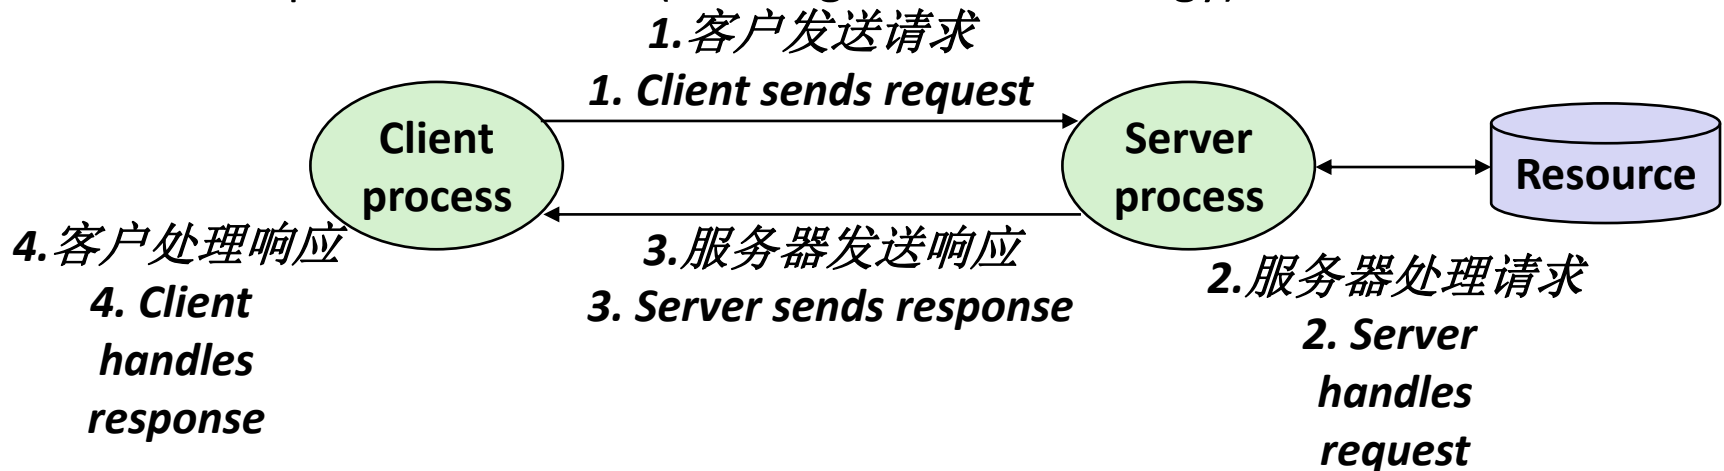 1.客户发送请求
1. Client sends request
Client
process
Server
process
Resource
4.客户处理响应
4. Client
handles
response
3.服务器发送响应
3. Server sends response
2.服务器处理请求
2. Server
handles
request